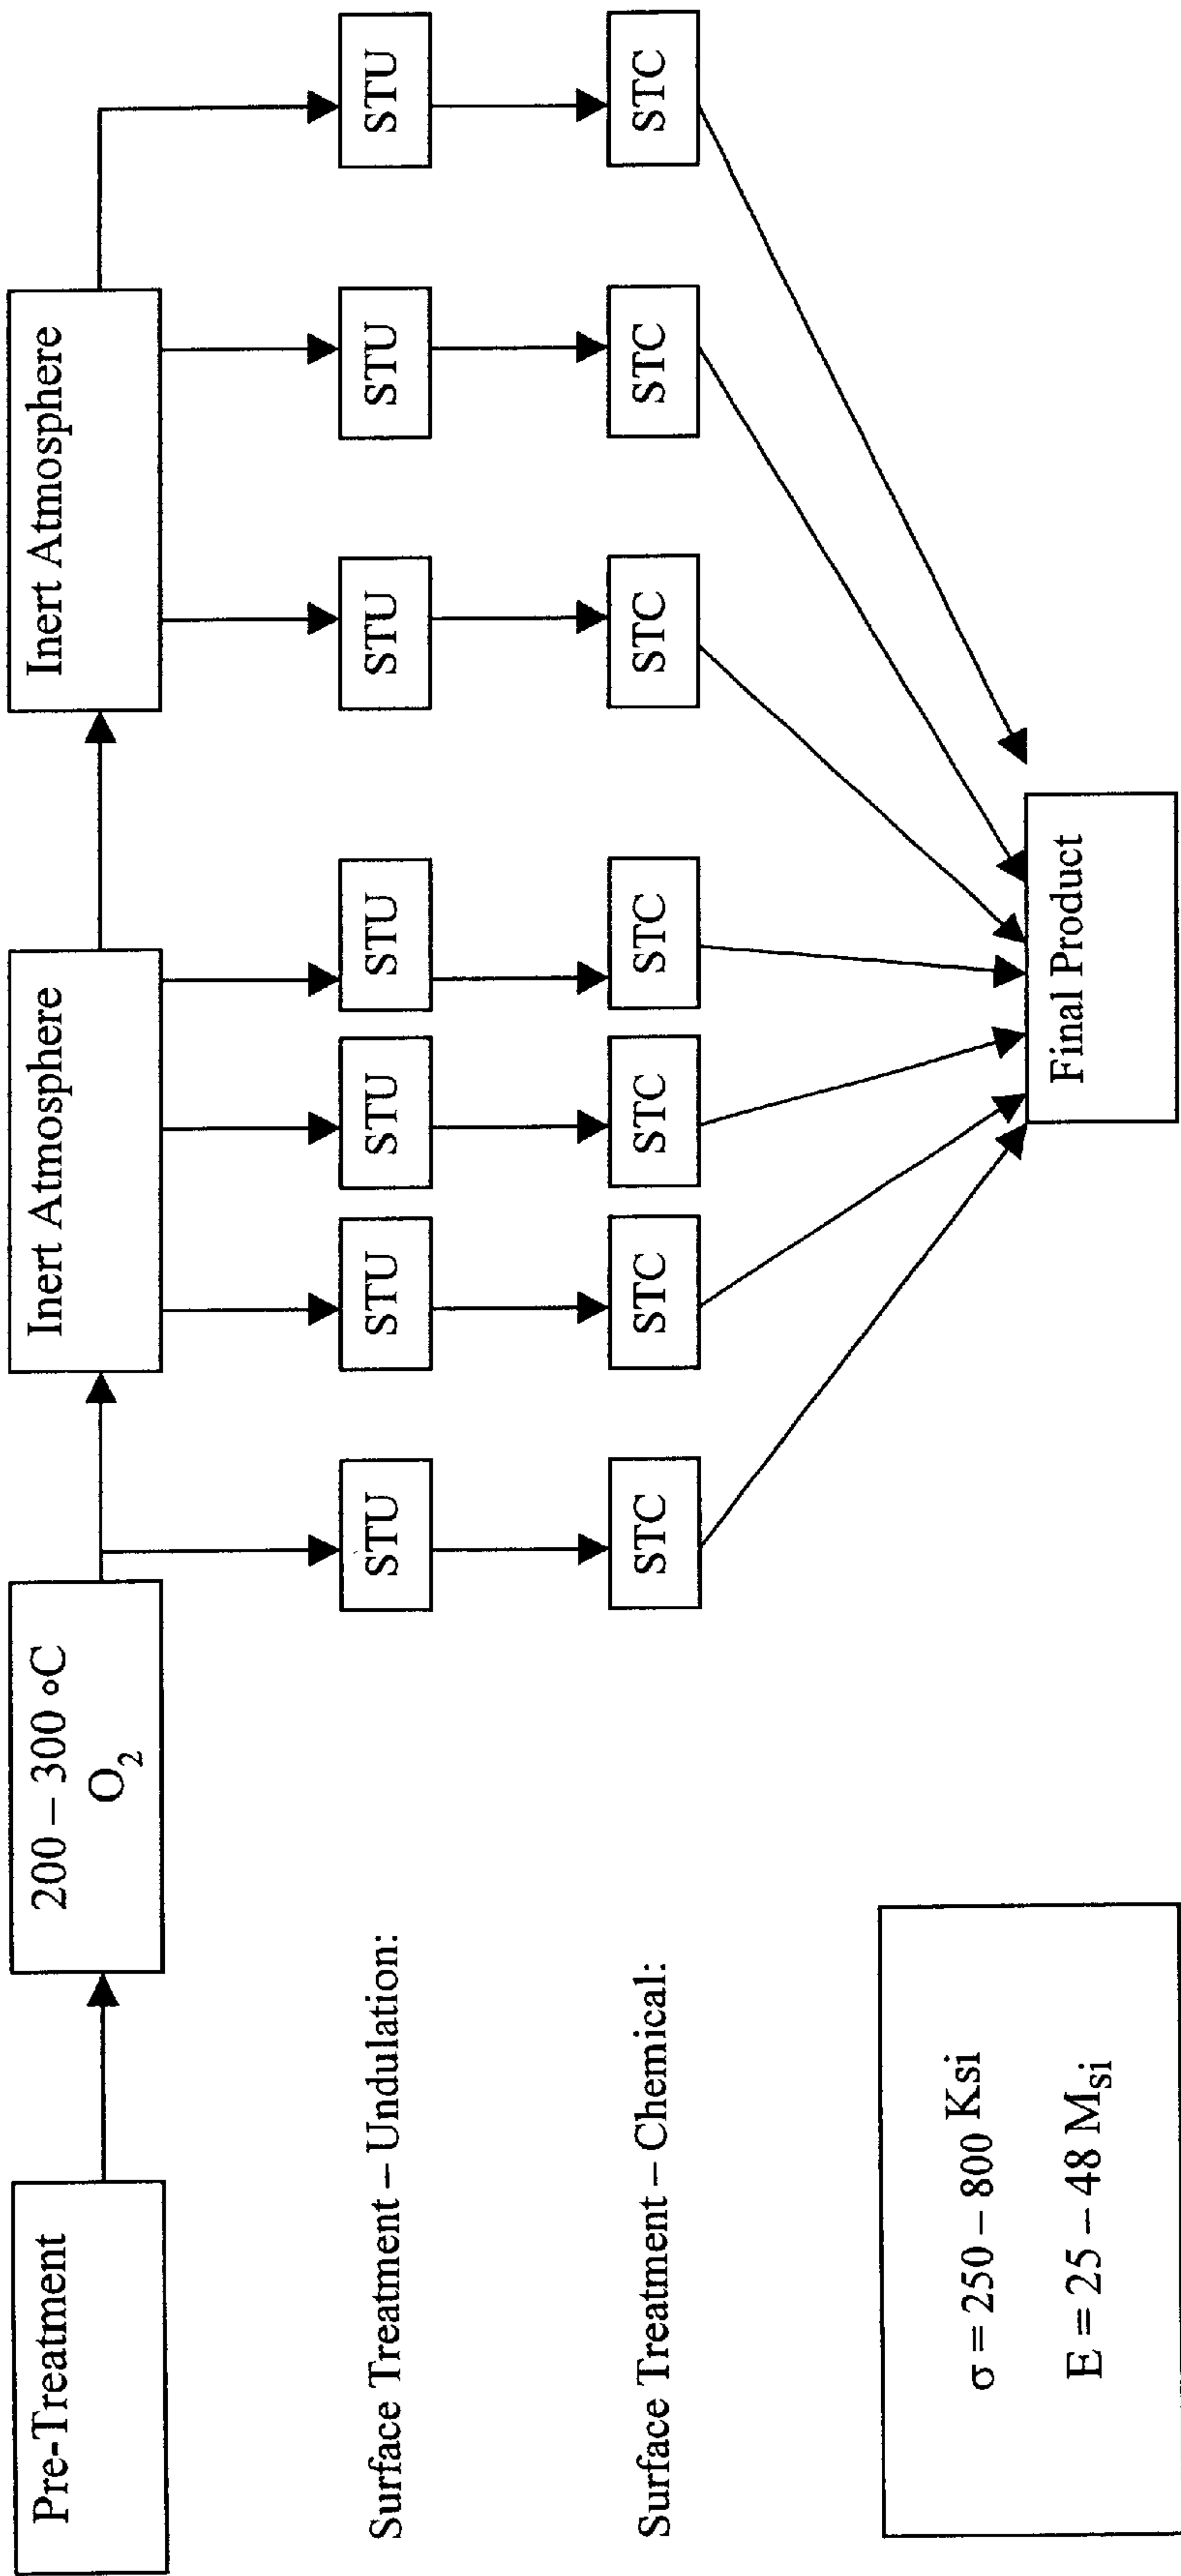 Pre-Treatment
200 – 300 °C
O2
Inert Atmosphere
Inert Atmosphere
Surface Treatment – Undulation:
STU
STU
STU
STU
STU
STU
STU
Surface Treatment – Chemical:
STC
STC
STC
STC
STC
STC
STC
σ = 250 – 800 Ksi
E = 25 – 48 Msi
Final Product